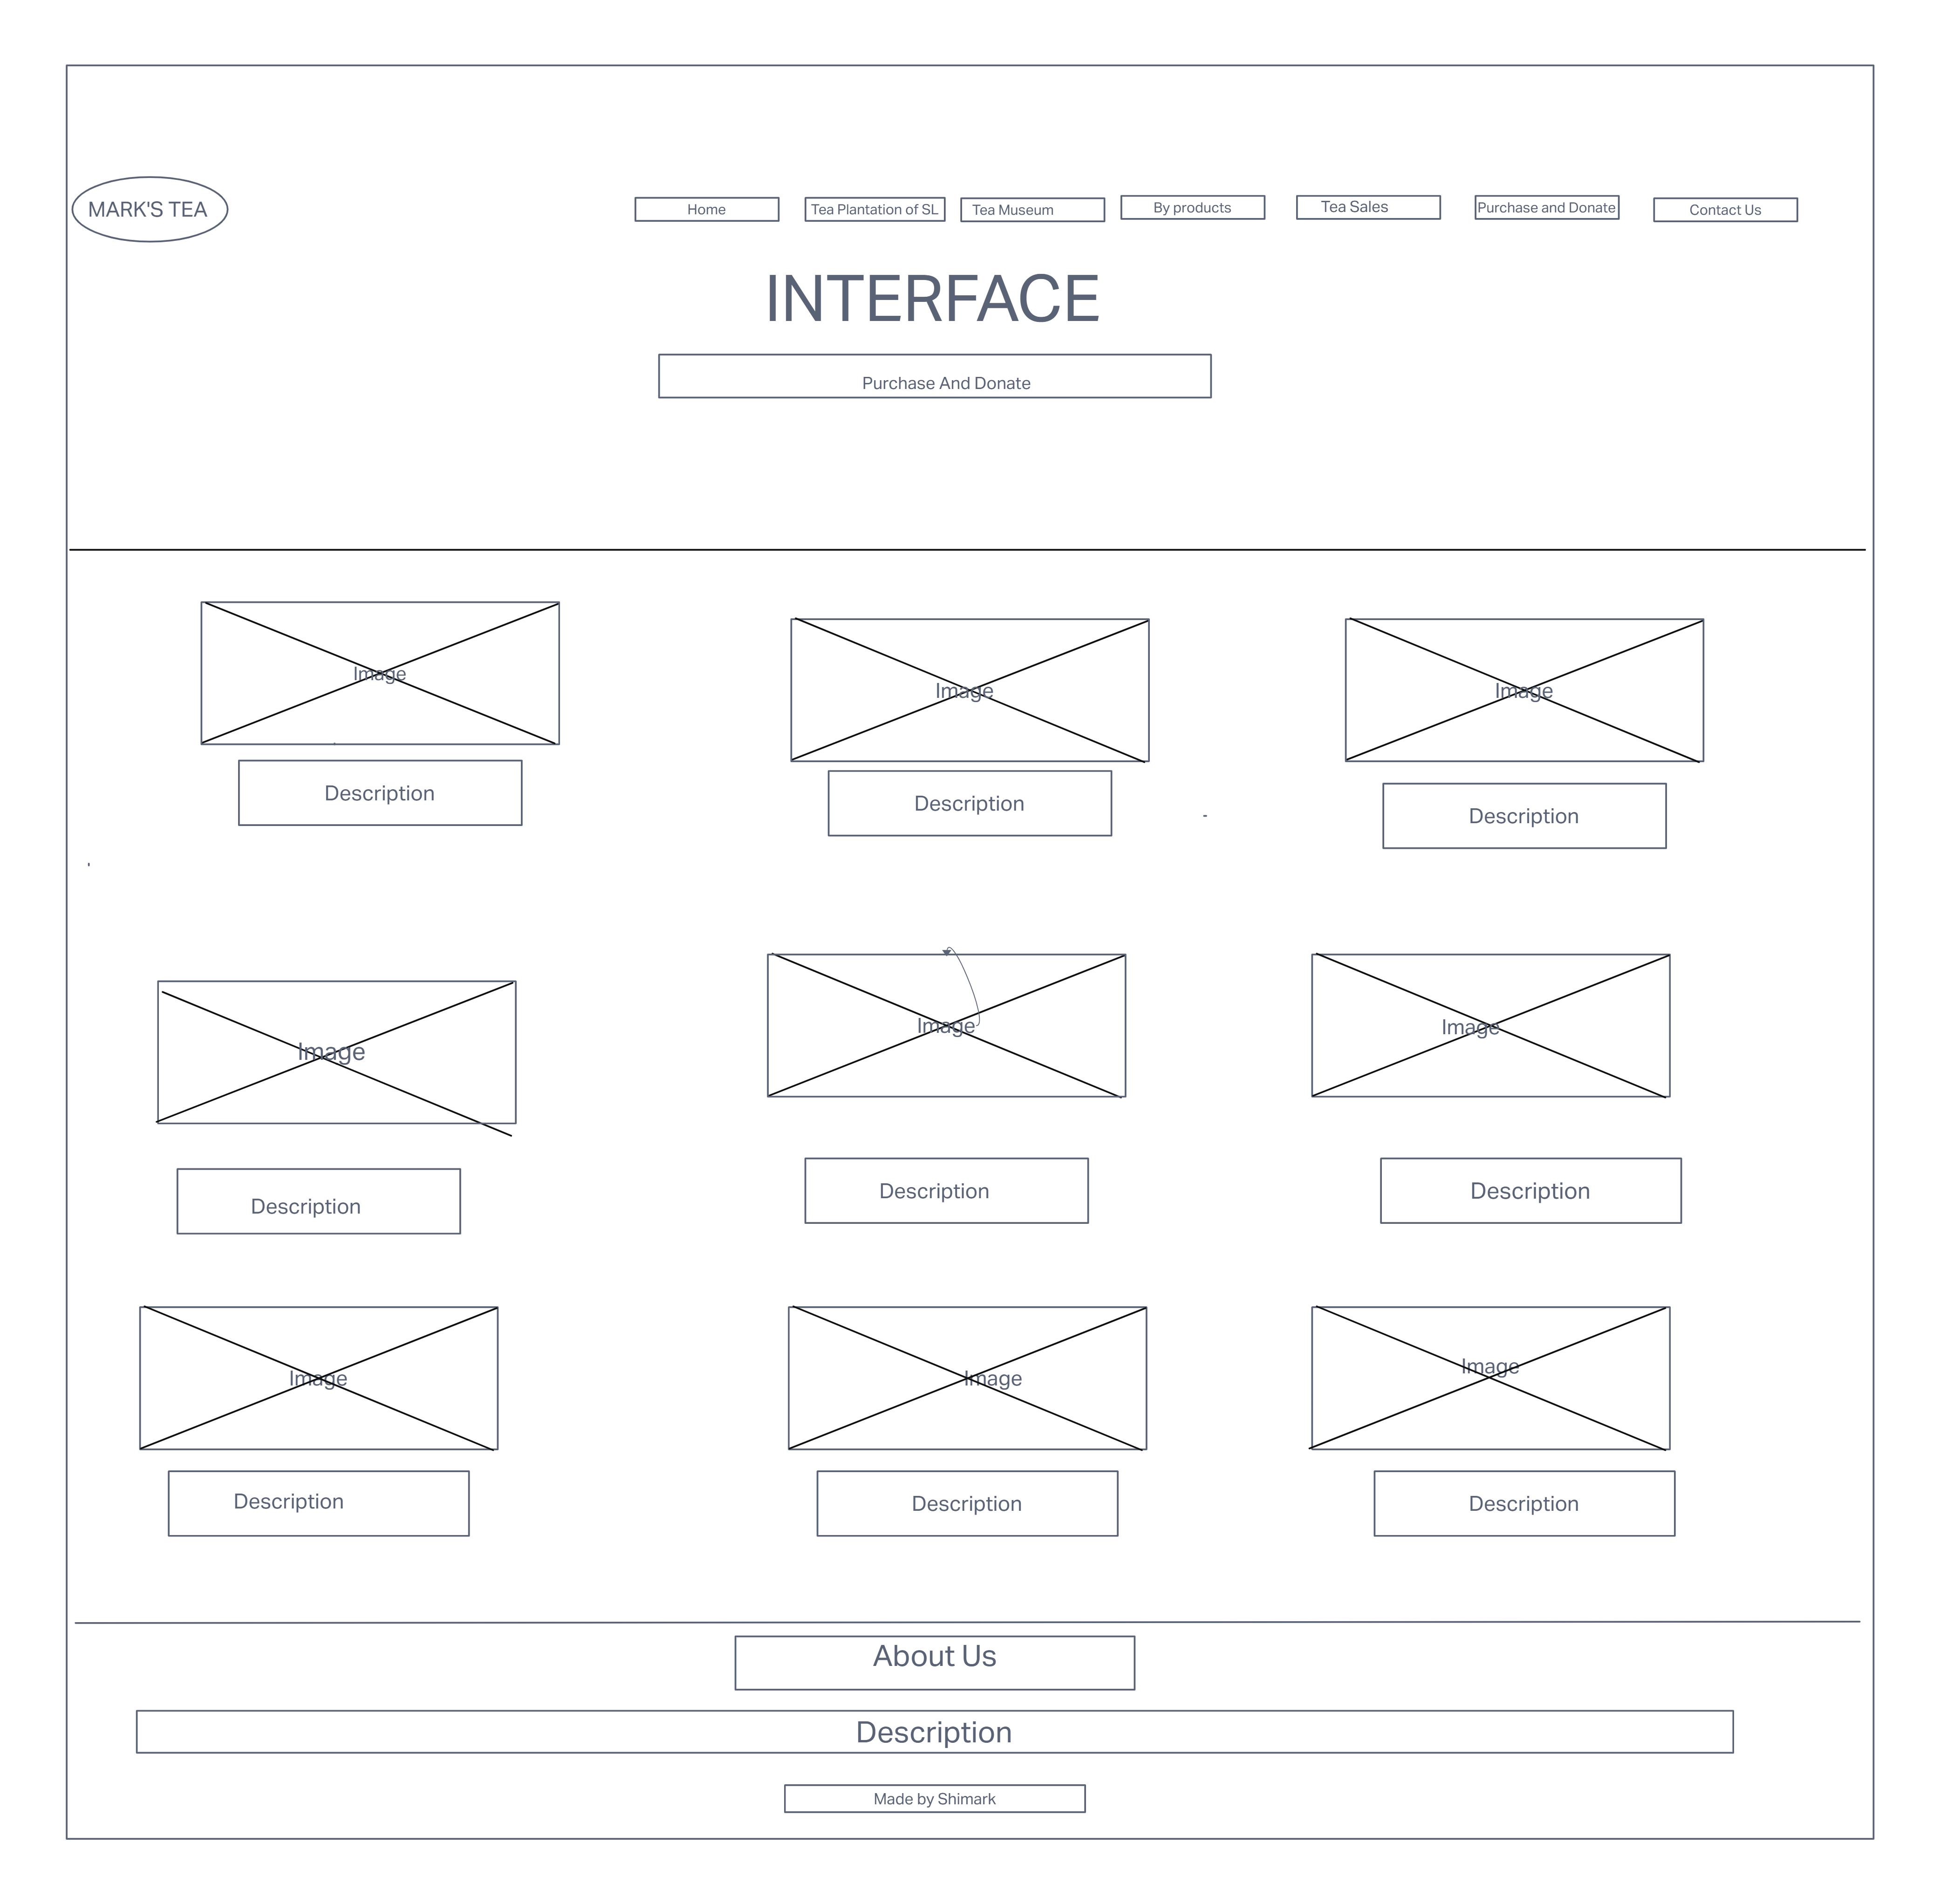 MARK'S TEA
Home
Tea Plantation of SL
Tea Museum
By products
Tea Sales
Purchase and Donate
Contact Us
INTERFACE
Purchase And Donate
Image
Image
Image
Description
Description
Description
Image
Image
Image
Description
Description
Description
Image
Image
Image
Description
Description
Description
About Us
Description
Made by Shimark